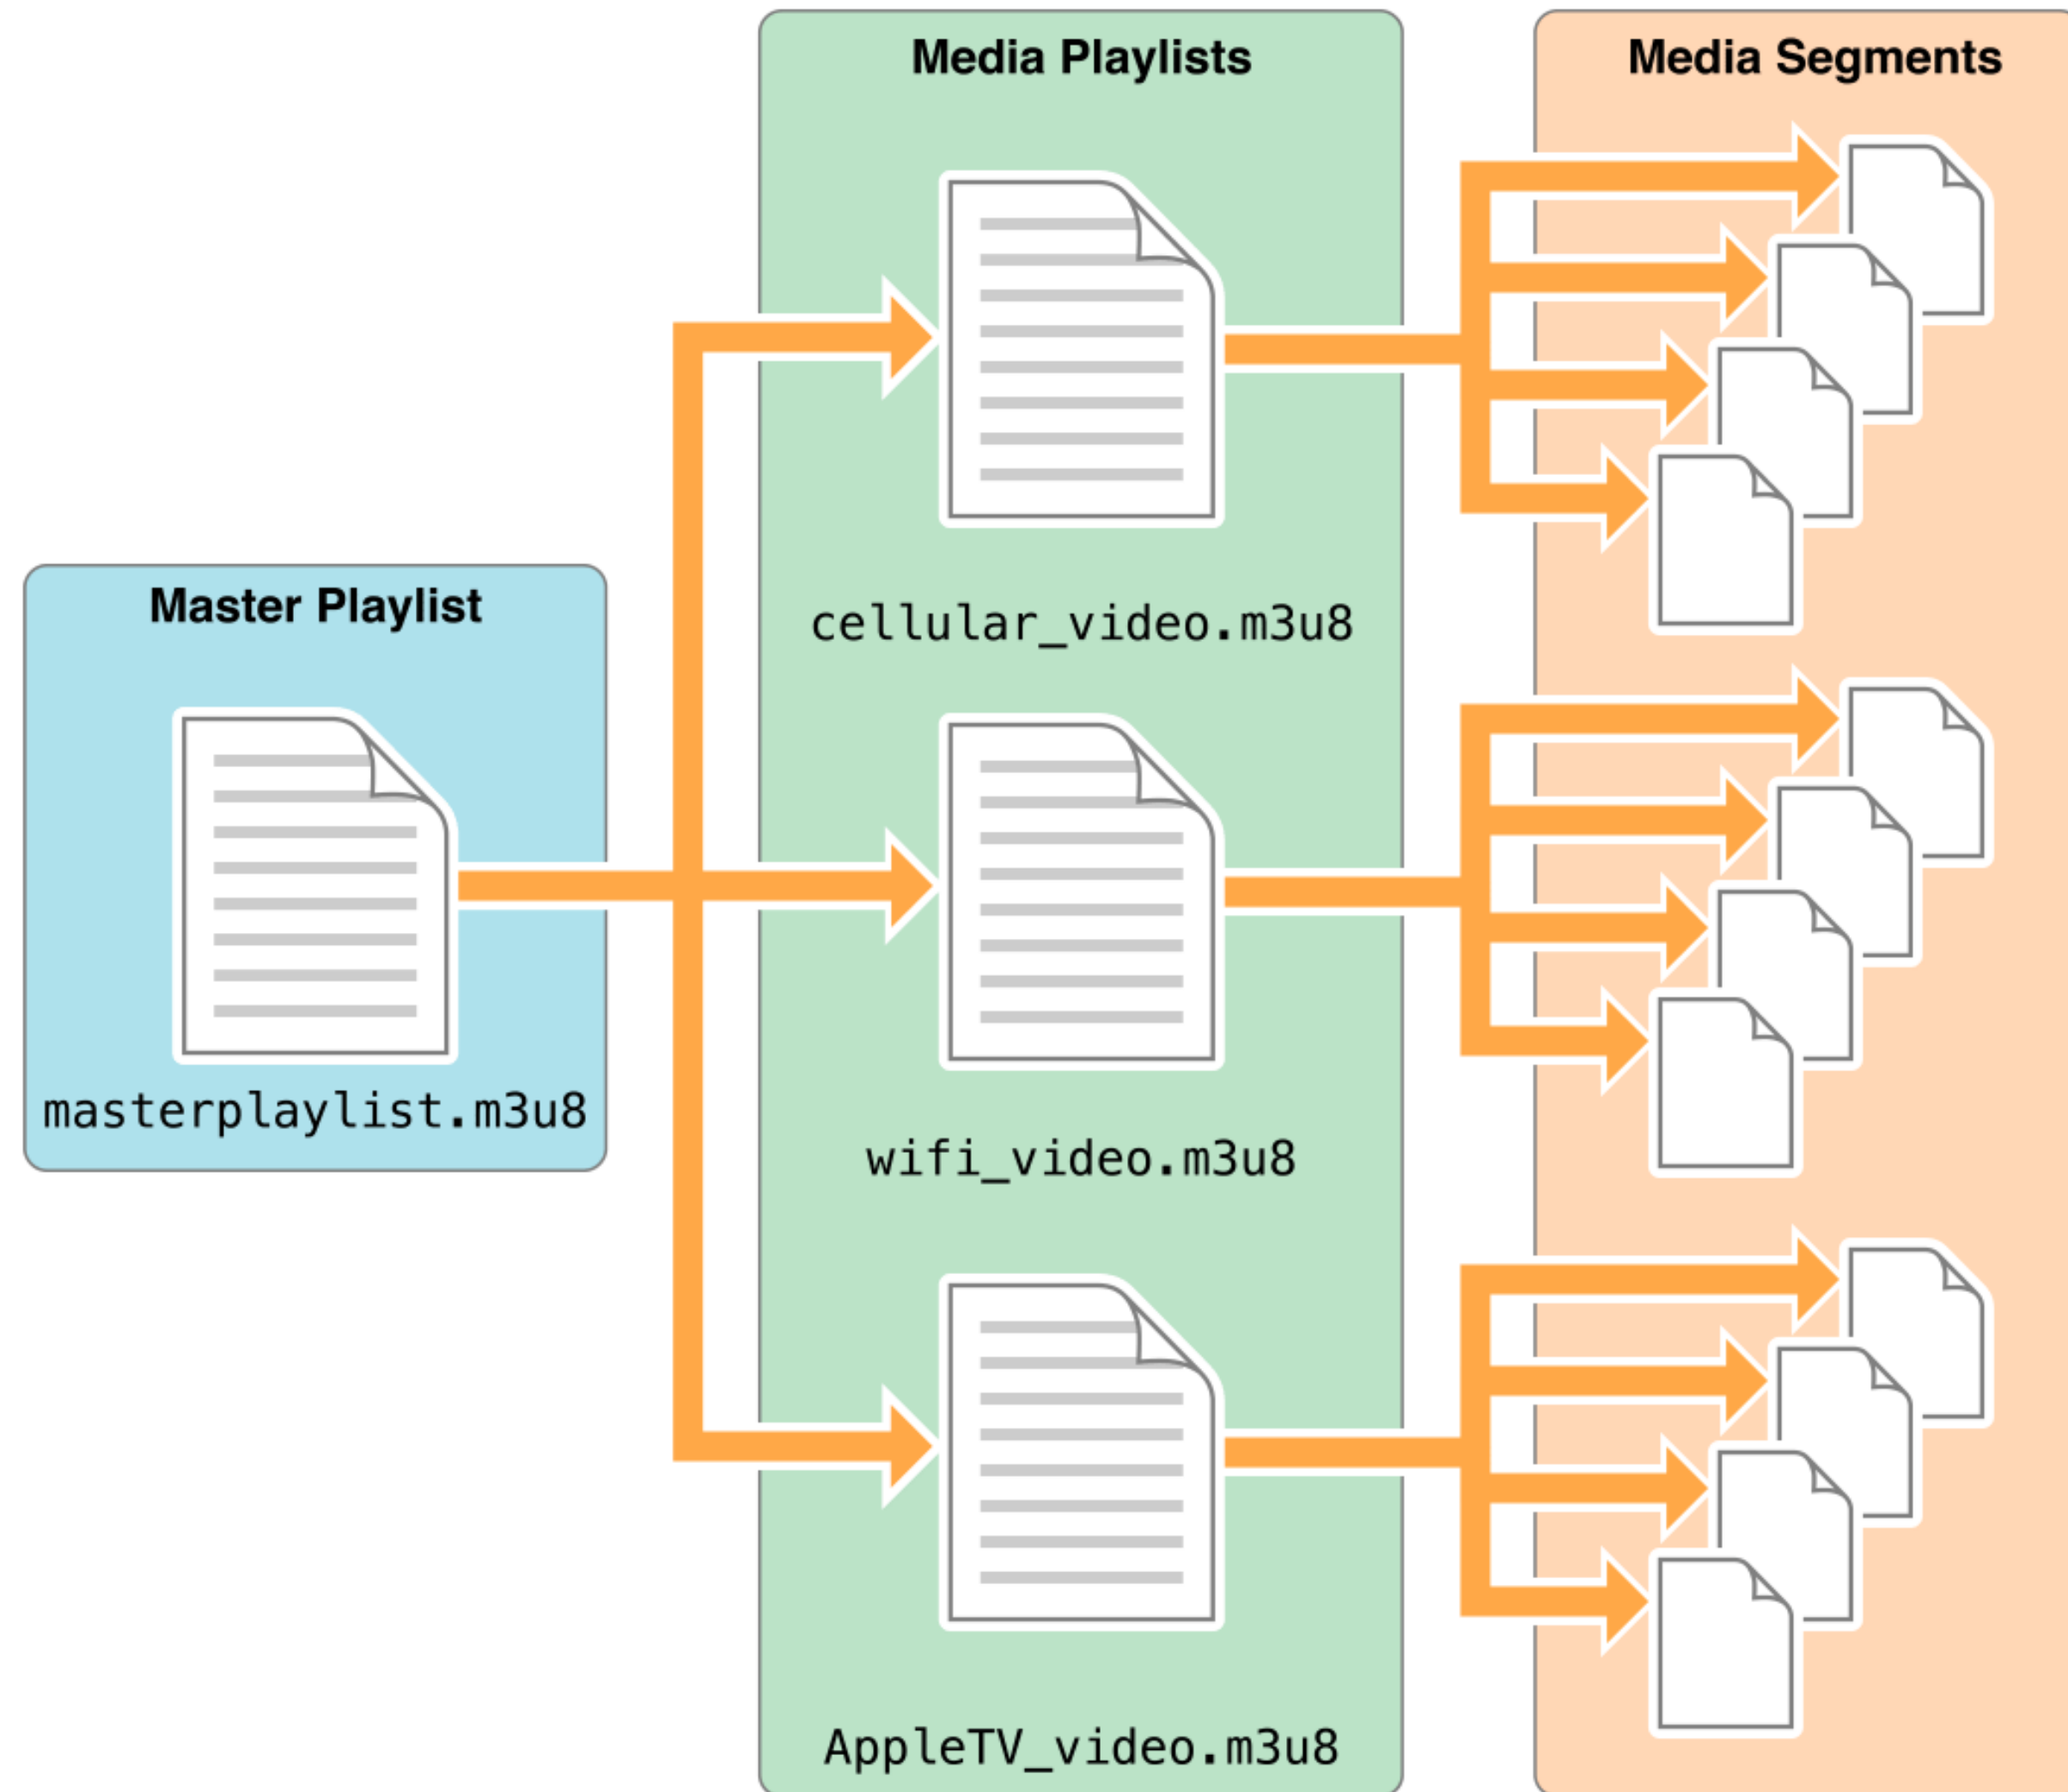 Media Playlists
Media Segments
cellular_video.m3u8
Master Playlist
masterplaylist.m3u8
wifi_video.m3u8
AppleTV_video.m3u8